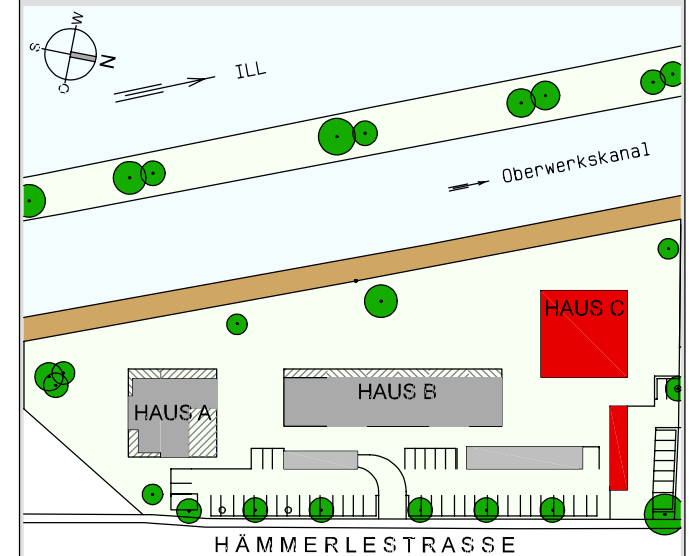 W
S
N
O
ILL
Oberwerkskanal
HAUS C
HAUS B
HAUS A
HÄMMERLESTRASSE